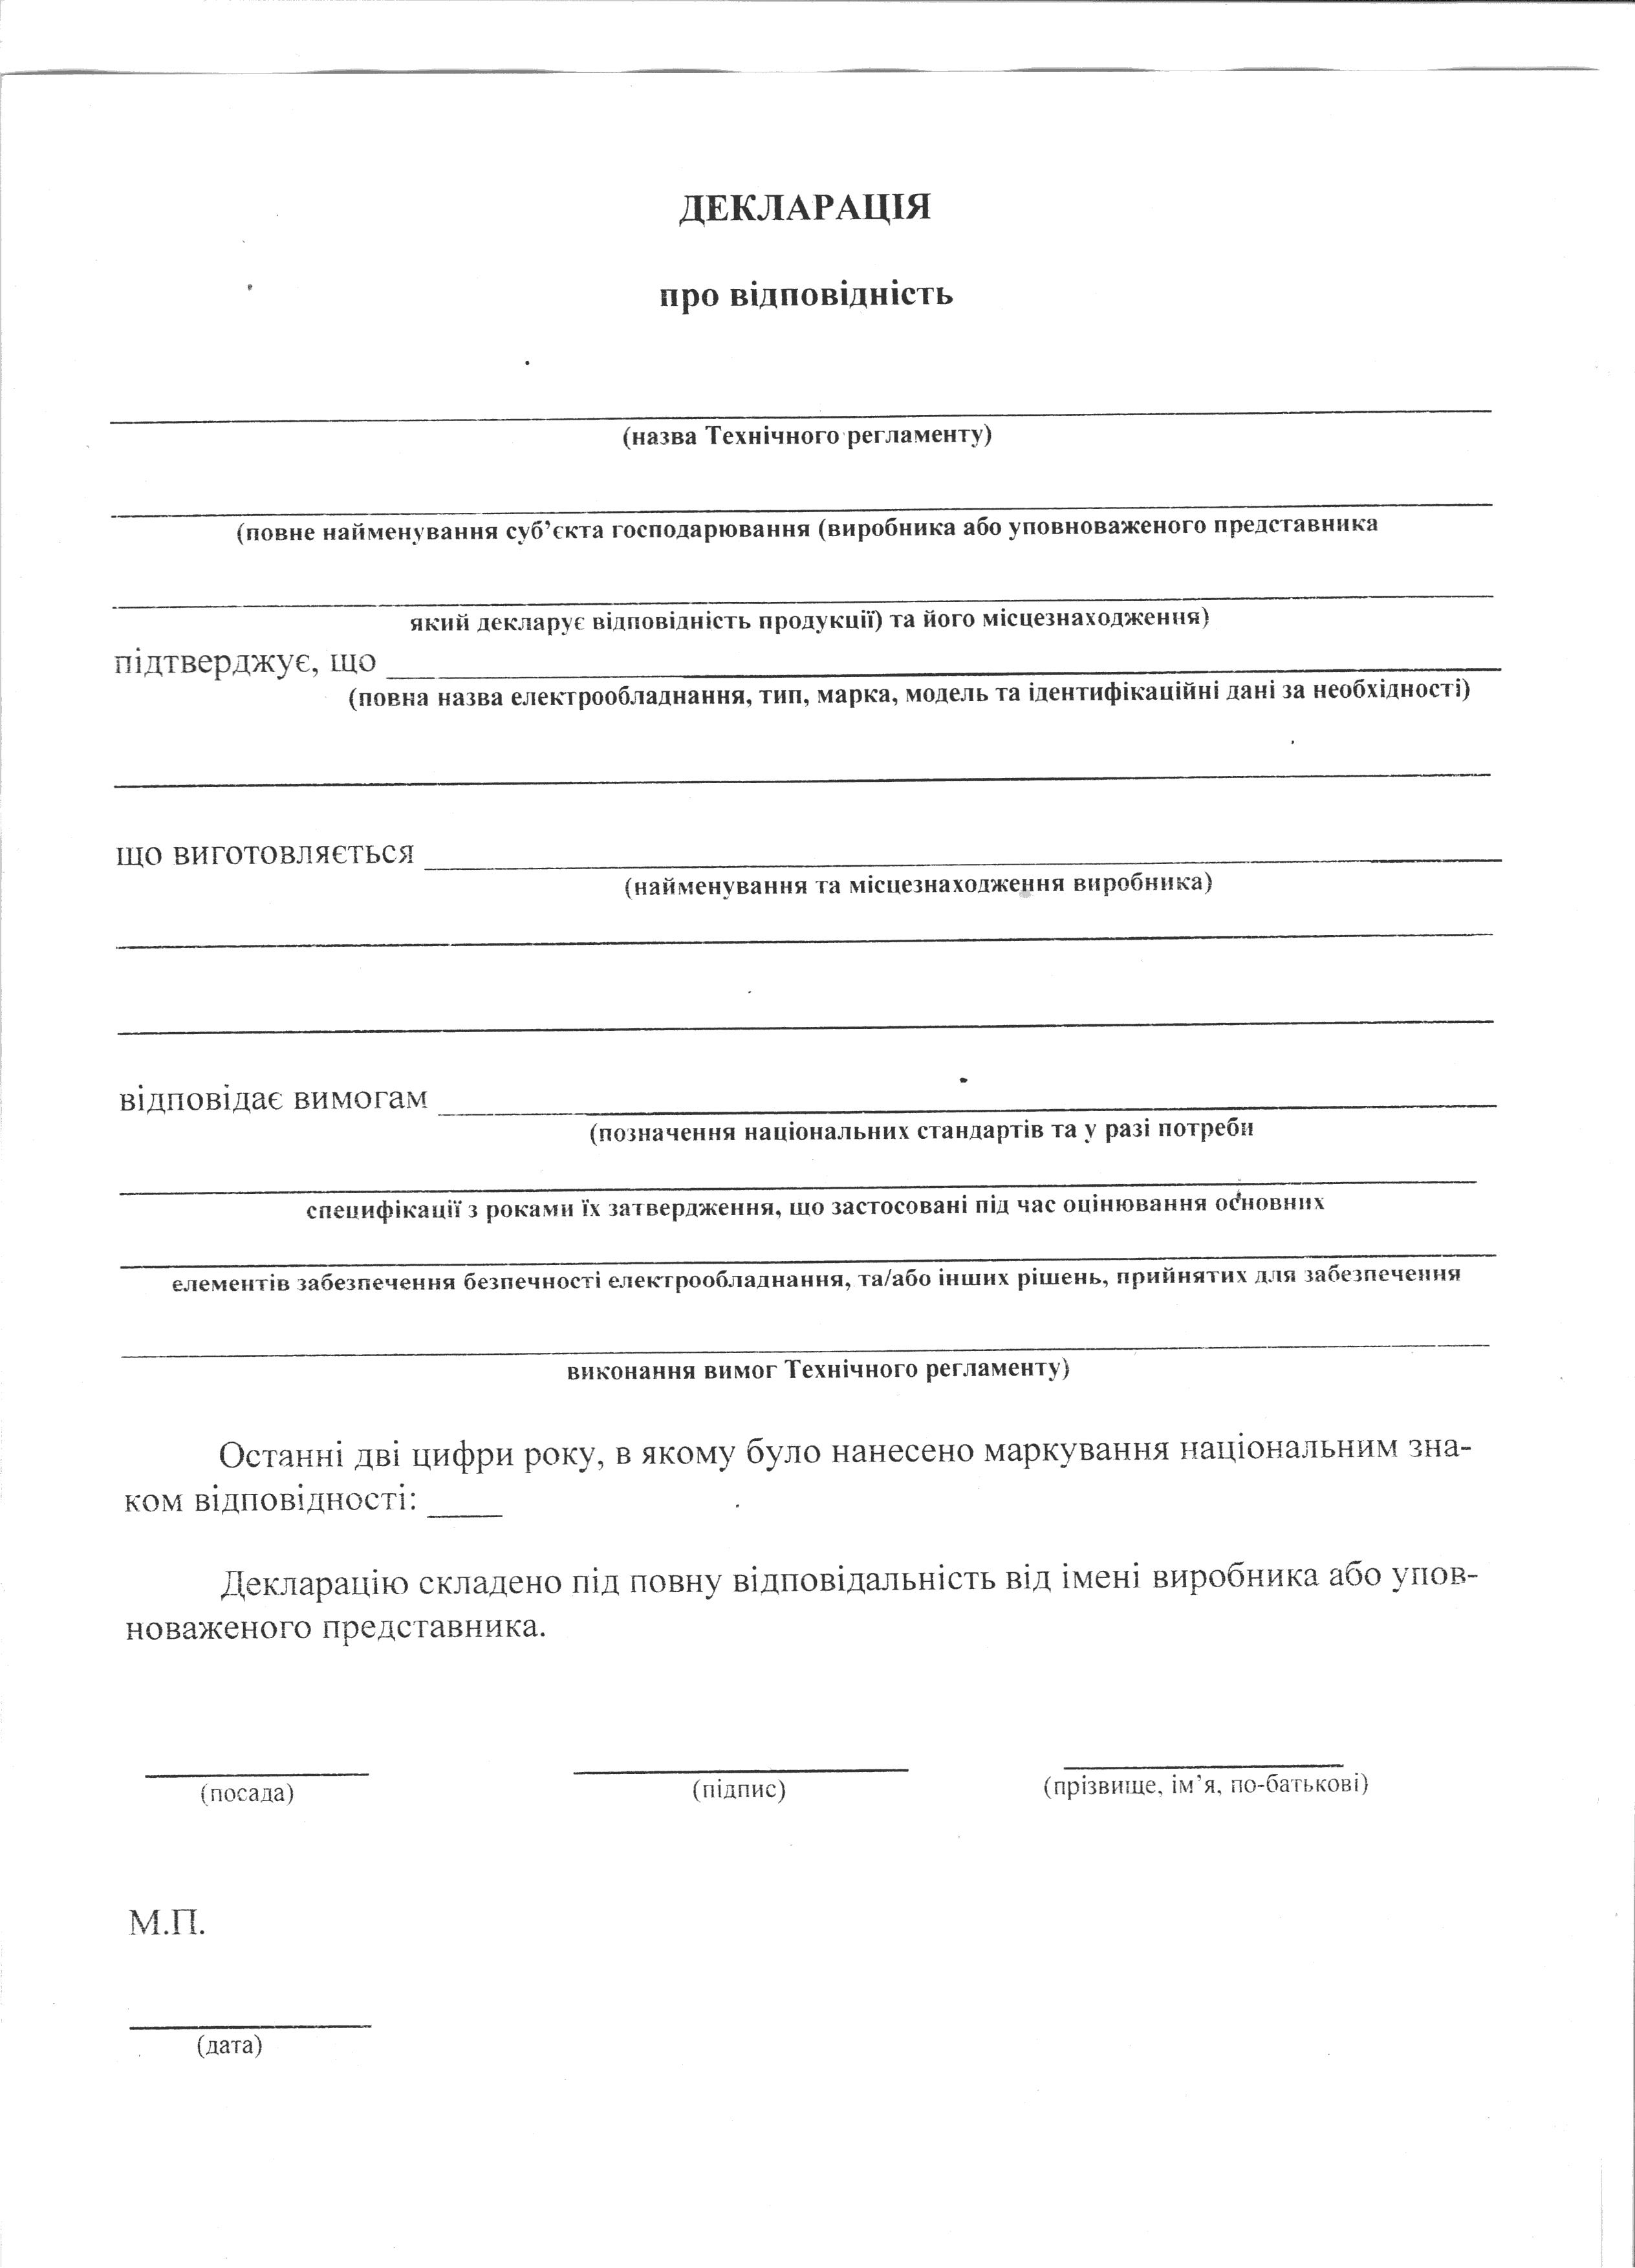 ДЕКЛАРАЦІЯ
про відповідність
(назва Технічного регламенту)
(повне найменування суб’єкта господарювання (виробника або уповноваженого представника
який декларує відповідність продукції) та його місцезнаходження)
підтверджує, що
(повна назва електрообладнання, тип, марка, модель та ідентифікаційні дані за необхідності)
що виготовляється
(найменування та місцезнаходження виробника)
відповідає вимогам
(позначення національних стандартів та у разі потреби
специфікації з роками їх затвердження, що застосовані під час оцінювання основних
елементів забезпечення безпечності електрообладнання, та/або інших рішень, прийнятих для забезпечення
виконання вимог Технічного регламенту)
Останні дві цифри року, в якому було нанесено маркування національним зна-
ком відповідності: ____
Декларацію складено під повну відповідальність від імені виробника або упов-
новаженого представника.
(посада) (підпис) (прізвище, ім’я, по-батькові)
М.П.
(дата)